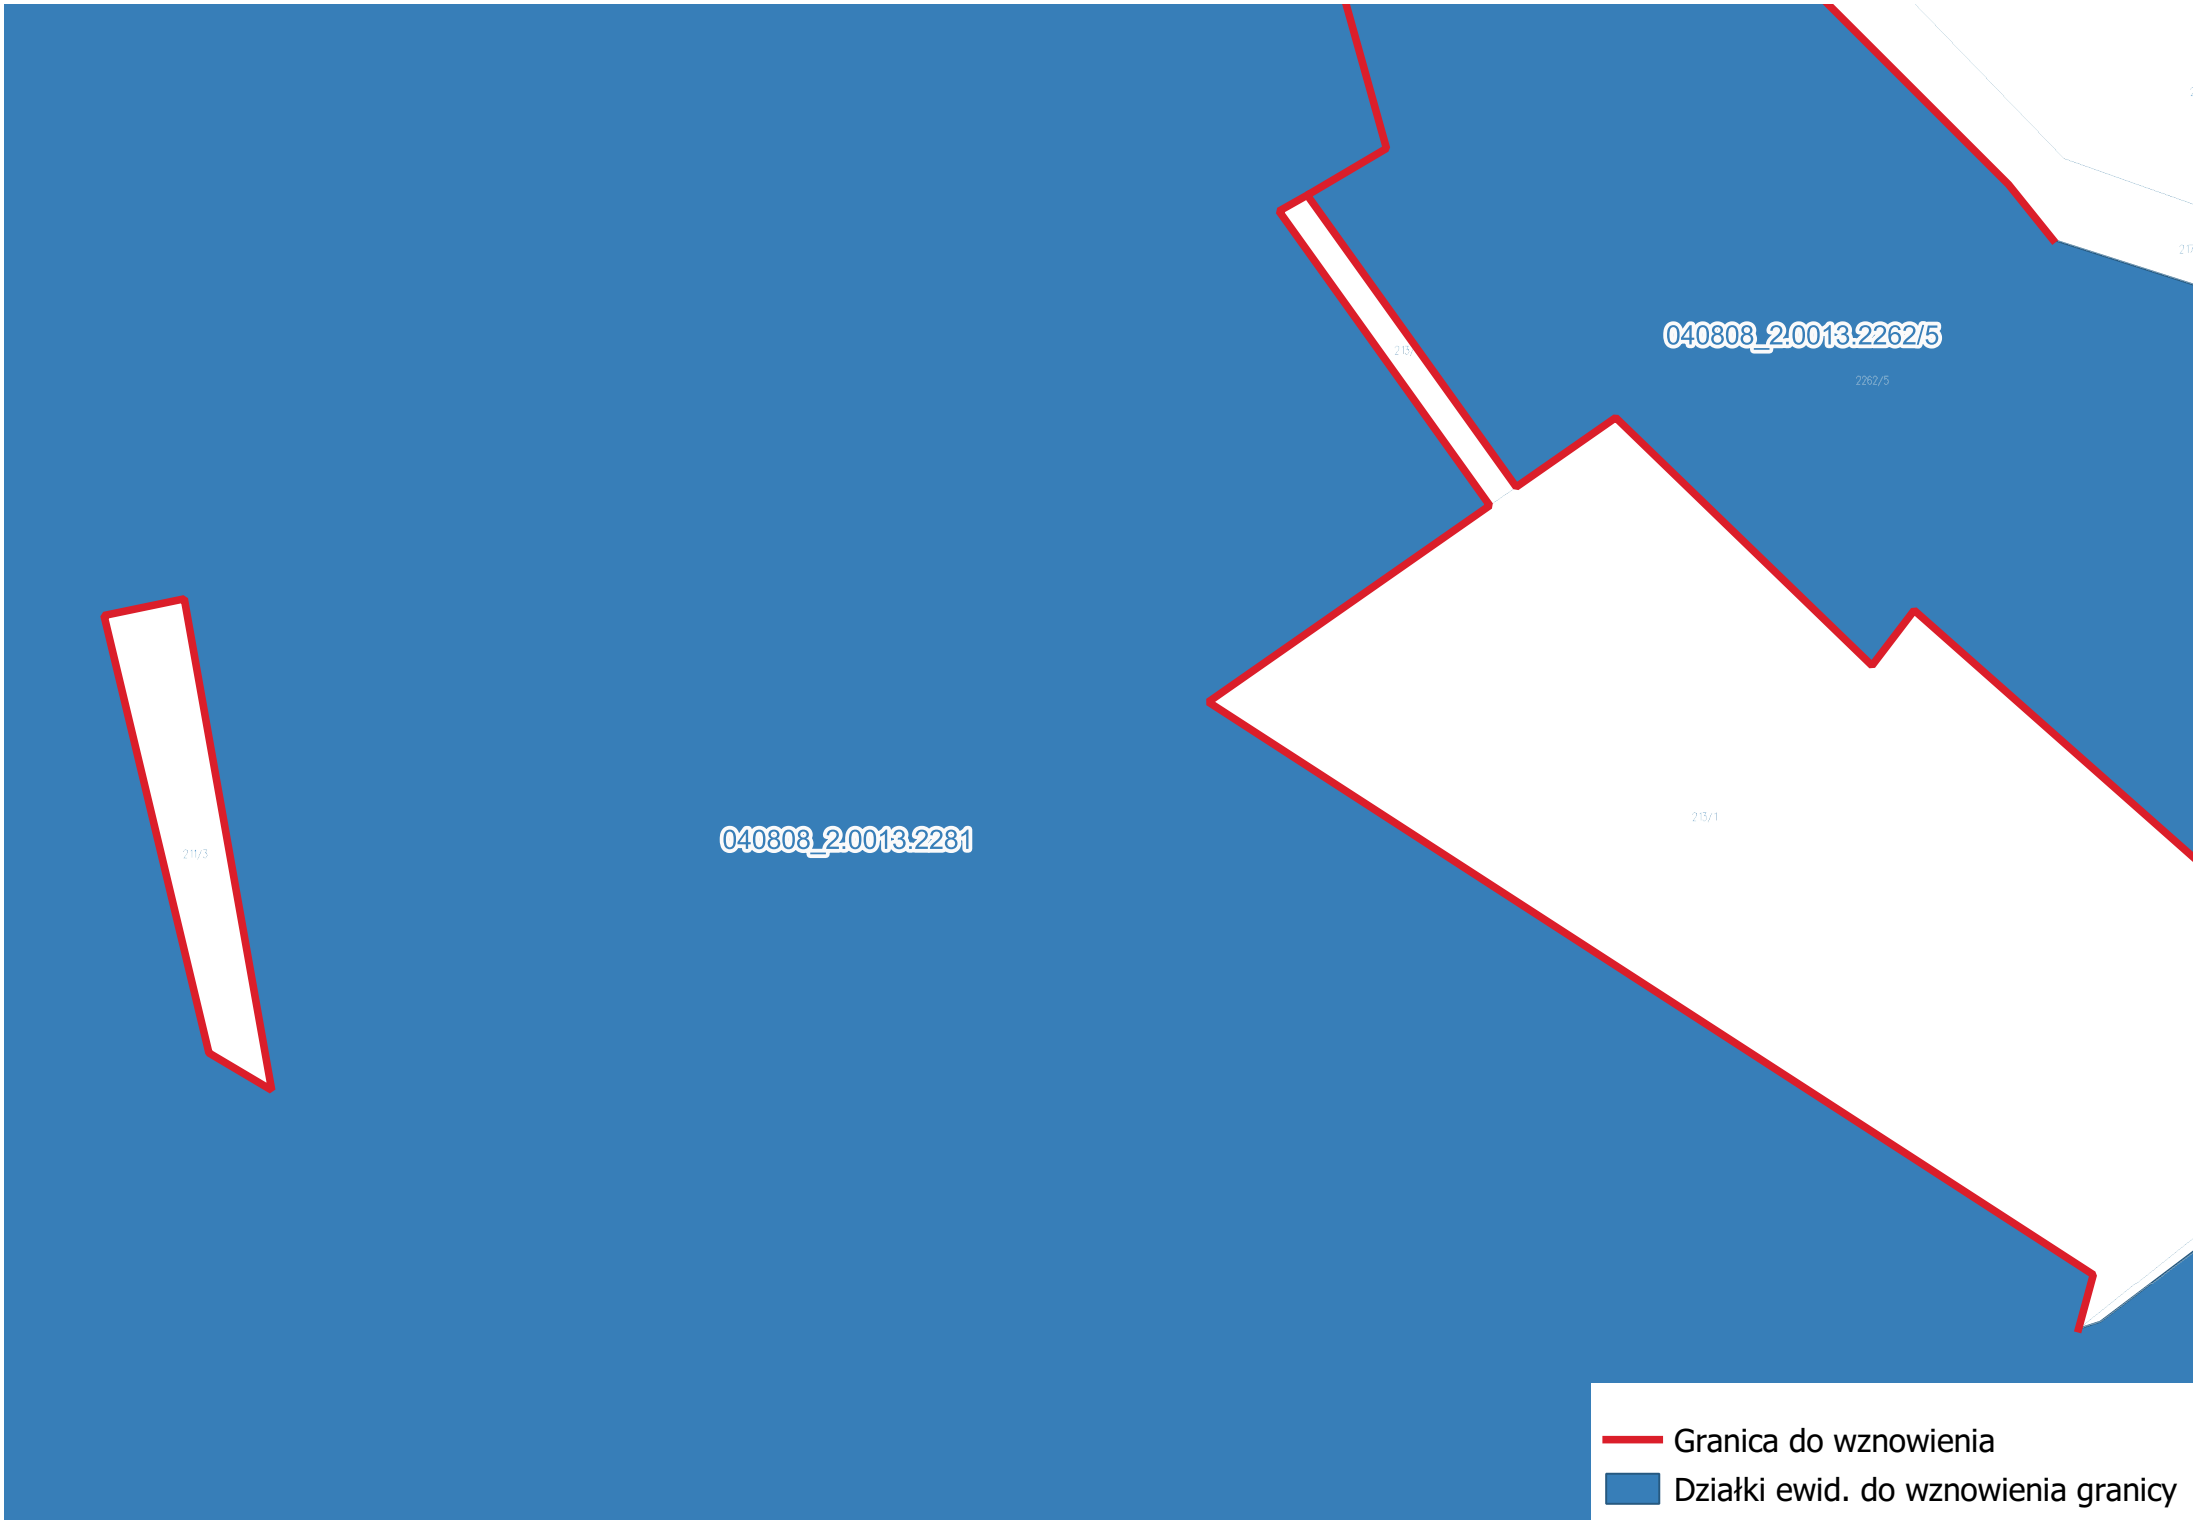 040808_2.0013.2262/5
2262/5
213/1
040808_2.0013.2281
211/3
Granica do wznowienia
Działki ewid. do wznowienia granicy